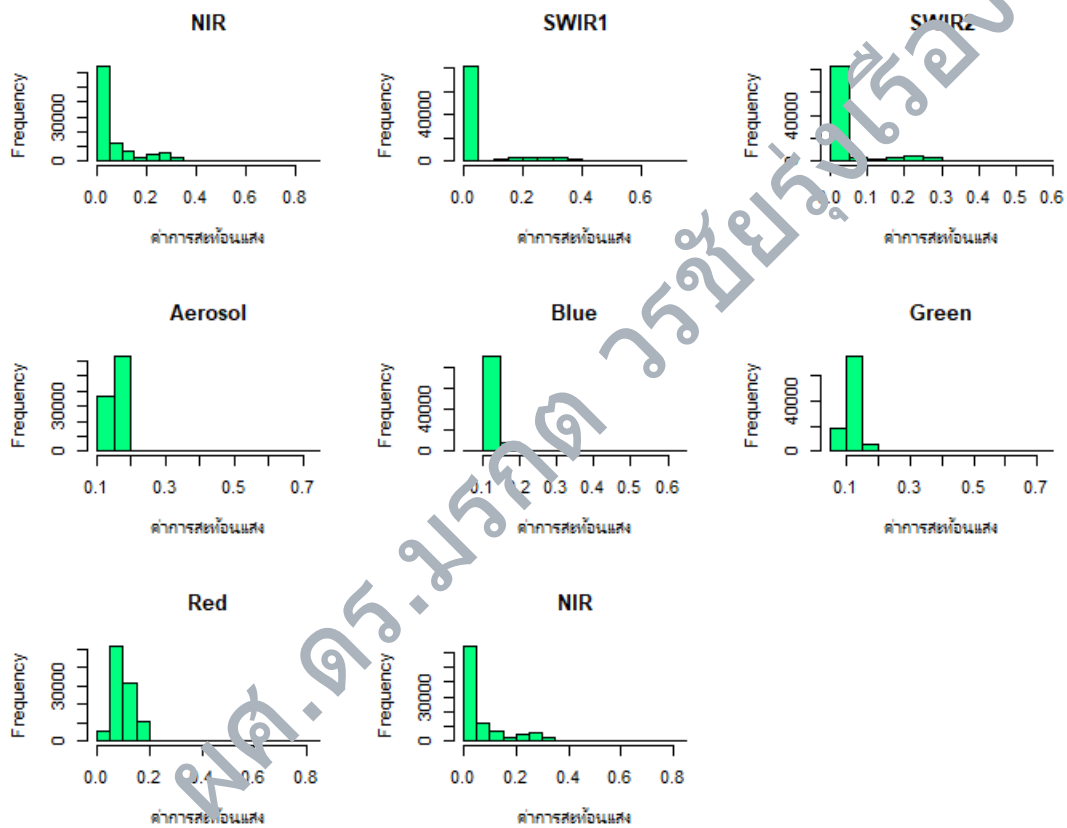 NIR
SWIR1
SWIR2
Frequency
0 30000
0.0 0.2 0.4 0.6 0.8
ค่าการสะท้อนแสง
Frequency
0 40000
0.0 0.2 0.4 0.6
ค่าการสะท้อนแสง
Frequency
0 40000
0.0 0.1 0.2 0.3 0.4 0.5 0.6
ค่าการสะท้อนแสง
Aerosol
Blue
Green
Frequency
0 30000
0.1 0.3 0.5 0.7
ค่าการสะท้อนแสง
Frequency
0 40000
0.1 0.2 0.3 0.4 0.5 0.6
ค่าการสะท้อนแสง
Frequency
0 40000
0.1 0.3 0.5 0.7
ค่าการสะท้อนแสง
Red
NIR
Frequency
0 30000
0.0 0.2 0.4 0.6 0.8
ค่าการสะท้อนแสง
Frequency
0 30000
0.0 0.2 0.4 0.6 0.8
ค่าการสะท้อนแสง
ผศ.ดร.มรกต วรชัยรุ่งเรือง